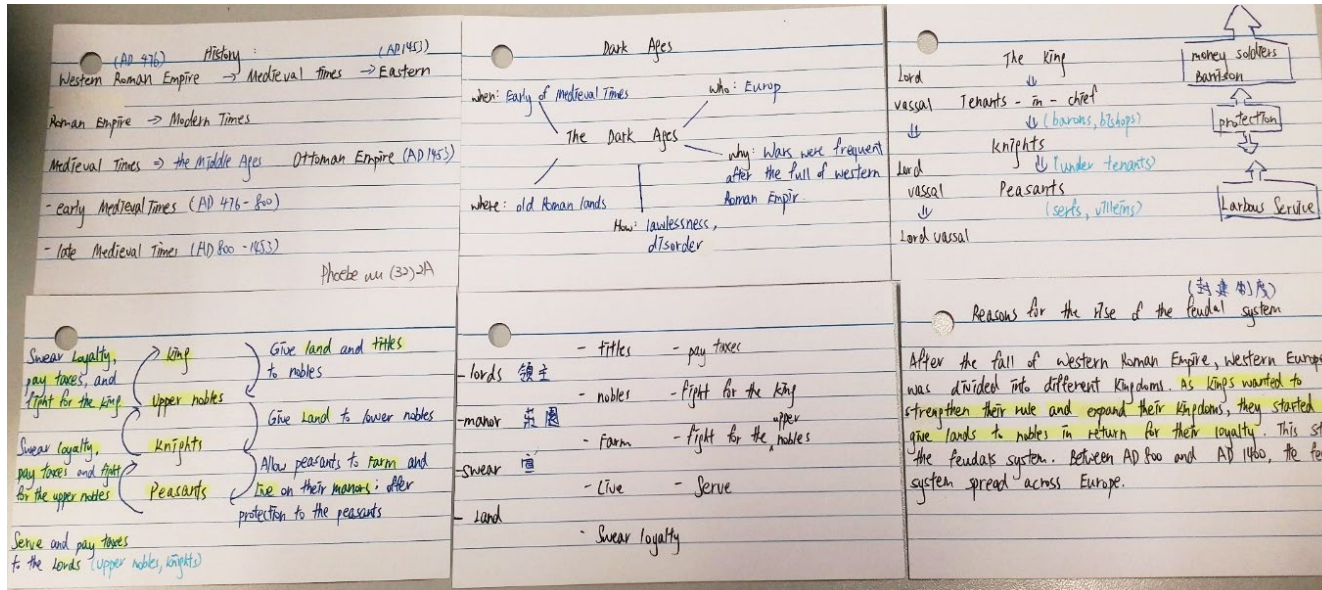 (AD 476) History : (AD1453)
Western Roman Empire → Medieval times → Eastern
Roman Empire → Modern Times
Medieval Times ⇒ the Middle Ages Ottoman Empire (AD1453)
- early Medieval Times (AD 476-800)
- late Medieval Times (AD 800-1453)
Phoebe (32) 2A
Dark Ages
when: Early of Medieval Times
who: Europ
The Dark Ages
why: Wars were frequent
after the full of western
Roman Empir.
where: old Roman lands
How: lawlessness,
disorder
The King
Lord
vassal Tenants - in - chief
(barons, bishops)
knights
Lord (under tenants)
vassal Peasants
(serfs, villeins)
Lord vassal
money soldiers
protection
Swear Loyalty,
pay taxes, and
fight for the king
king
Give land and titles
to nobles
upper nobles
Give Land to lower nobles
Swear loyalty,
pay taxes and fight
for the upper nobles
knights
Peasants
Allow peasants to Farm and
Live on their manors; offer
protection to the peasants
Serve and pay taxes
to the Lords (upper nobles, knights)
- titles - pay taxes
- lords 領主
- nobles - fight for the king
- manor 莊園
- Farm - fight for the upper nobles
- swear 宣
- Live - Serve
- Land
- Swear loyalty
(封建制度)
Reasons for the rise of the feudal system
After the fall of western Roman Empire, western Europ
was divided into different kingdoms. As kings wanted to
strengthen their rule and expand their kingdoms, they started
give lands to nobles in return for their loyalty. This st
the feudals system. Between AD 800 and AD 1400, the fe
system spread across Europe.